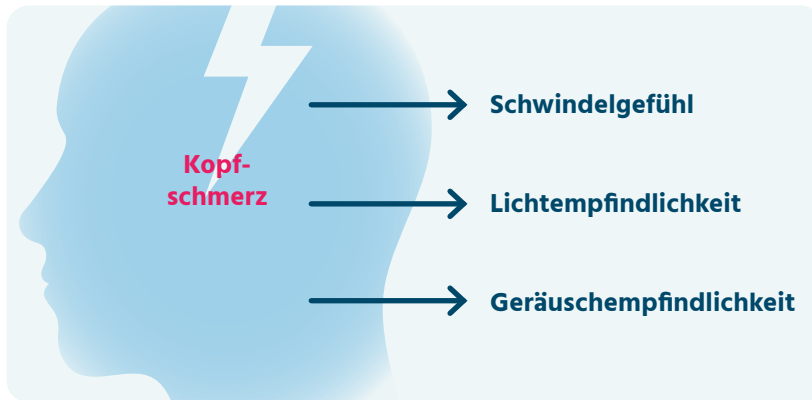 Schwindelgefühl
Kopf-
schmerz
Lichtempfindlichkeit
Geräuschempfindlichkeit